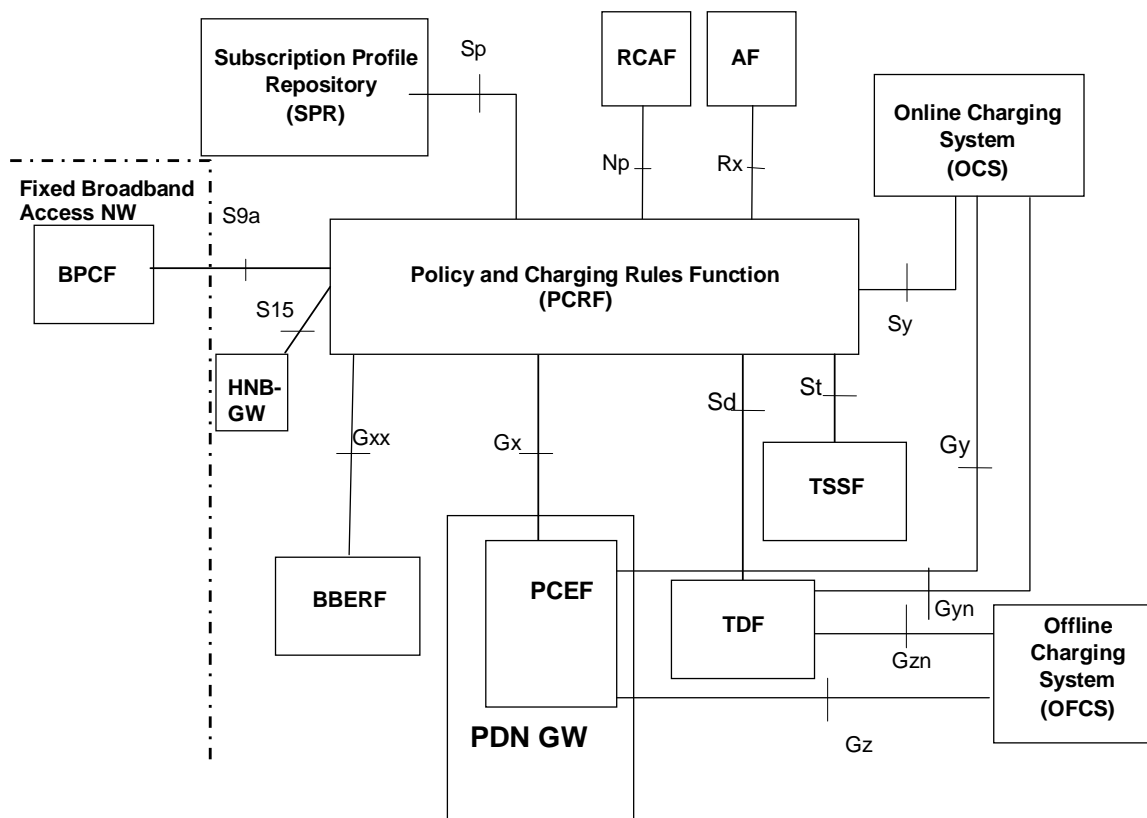 Subscription Profile
Repository
(SPR)
Sp
RCAF
AF
Online Charging
System
(OCS)
Np
Rx
Fixed Broadband
Access NW
S9a
BPCF
Policy and Charging Rules Function
(PCRF)
S15
Sy
HNB-
GW
St
Sd
Gxx
Gx
Gy
TSSF
PCEF
BBERF
TDF
Gyn
Offline
Charging
System
(OFCS)
Gzn
PDN GW
Gz